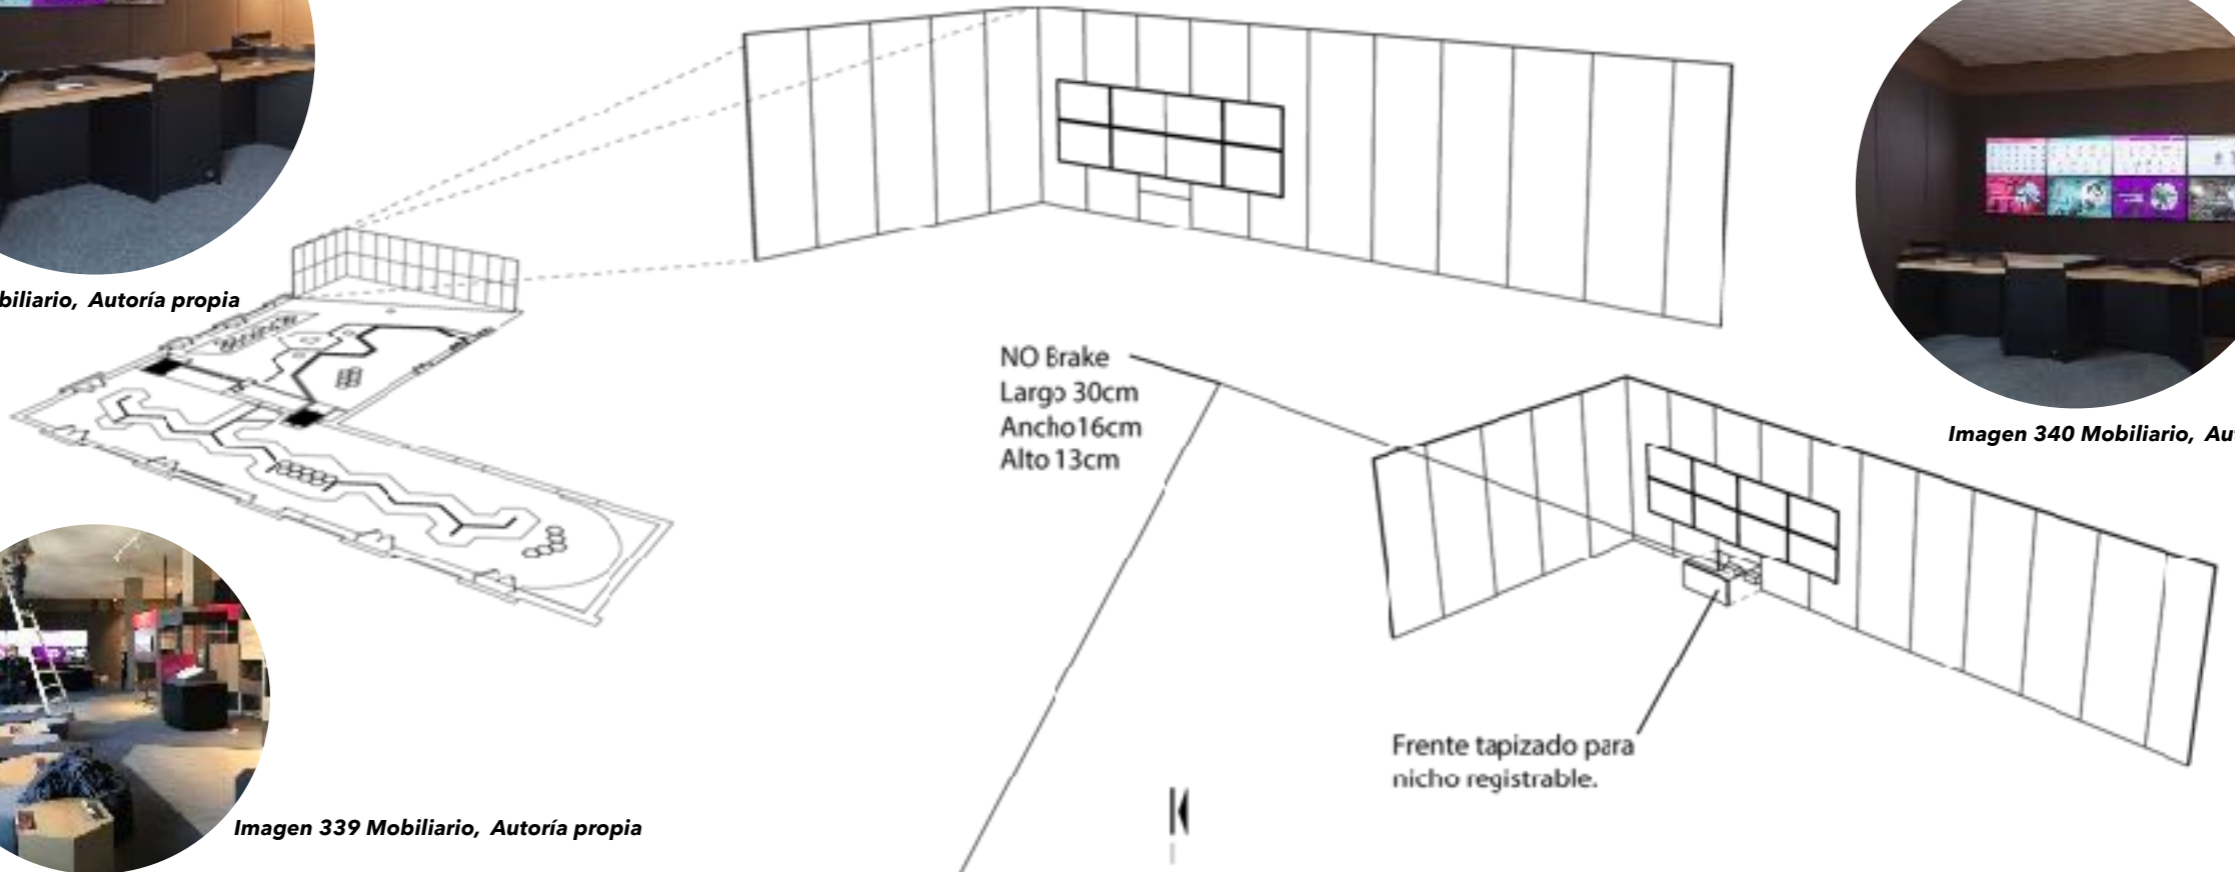 biliario, Autoría propia
NO Brake
Largo 30cm
Ancho16cm
Alto 13cm
Imagen 340 Mobiliario, Au
Frente tapizado para
nicho registrable.
Imagen 339 Mobiliario, Autoría propia